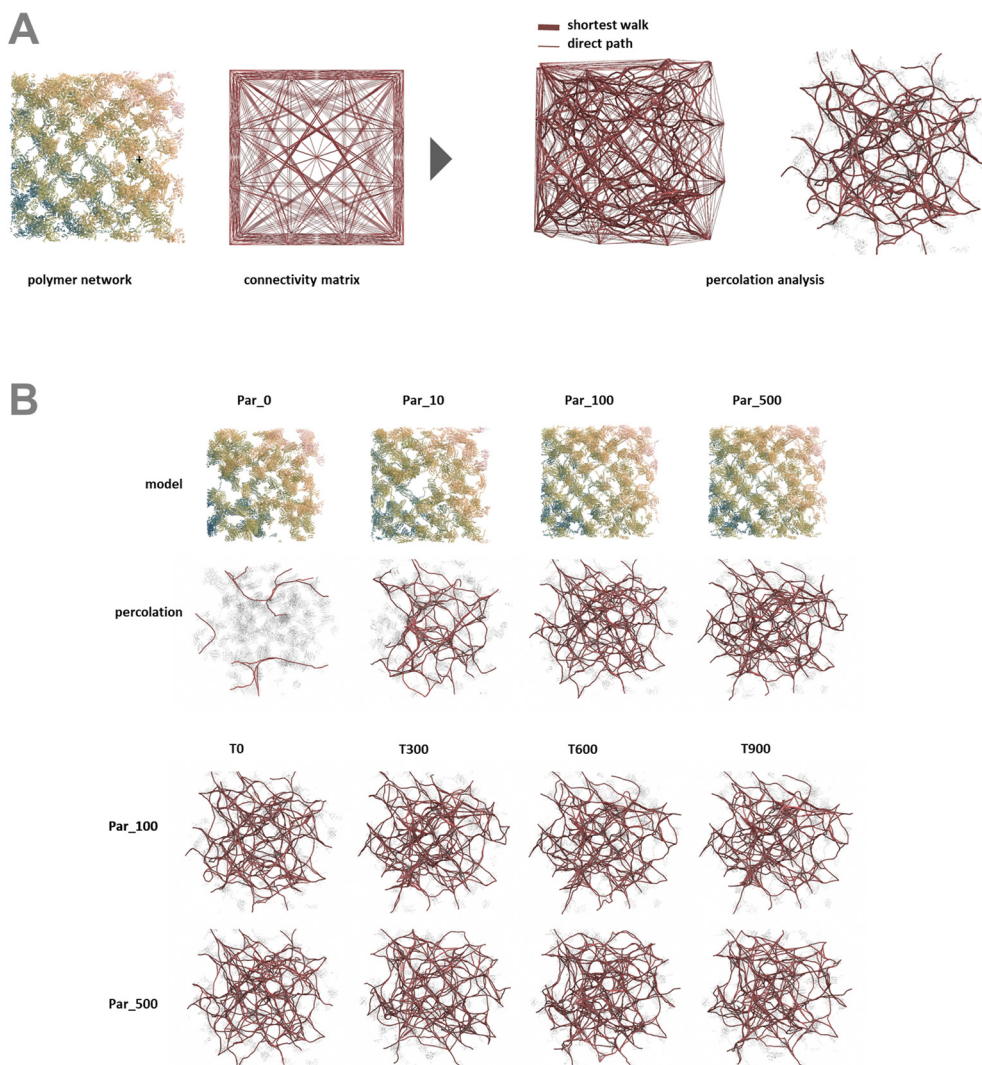 A
shortest walk
direct path
polymer network
connectivity matrix
percolation analysis
B
Par_0
Par_10
Par_100
Par_500
model
percolation
T0
T300
T600
T900
Par_100
Par_500